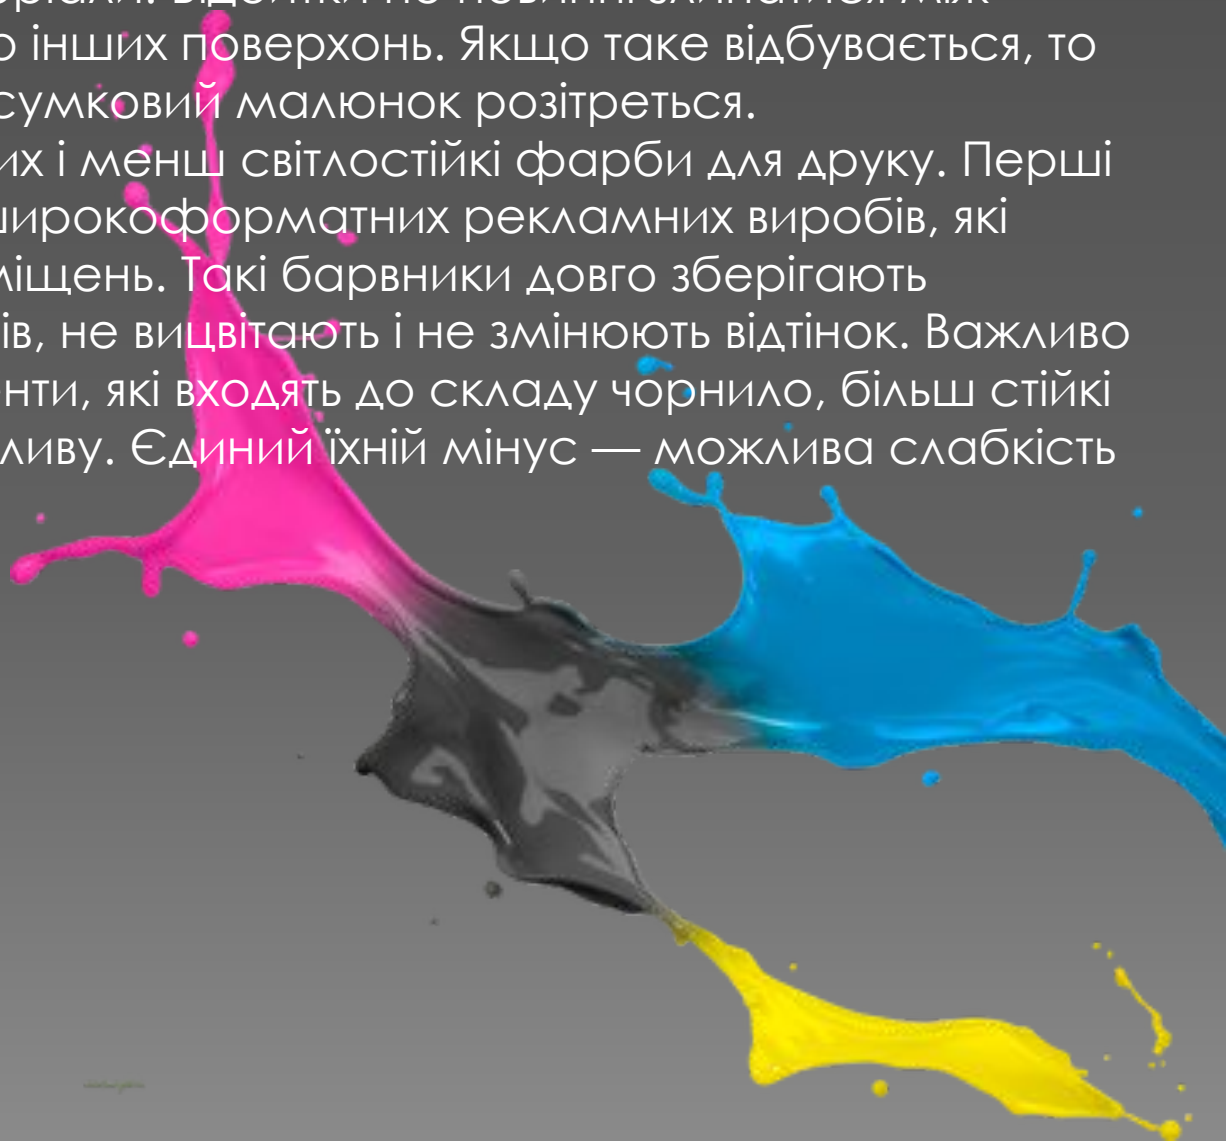 інших поверхонь. Якщо таке відбувається, то
сумковий малюнок розітреться.
их і менш світлостійкі фарби для друку. Перші
широкоформатних рекламних виробів, які
міщень. Такі барвники довго зберігають
ів, не вицвітають і не змінюють відтінок. Важливо
нти, які входять до складу чорнило, більш стійкі
ливу. Єдиний їхній мінус — можлива слабкість